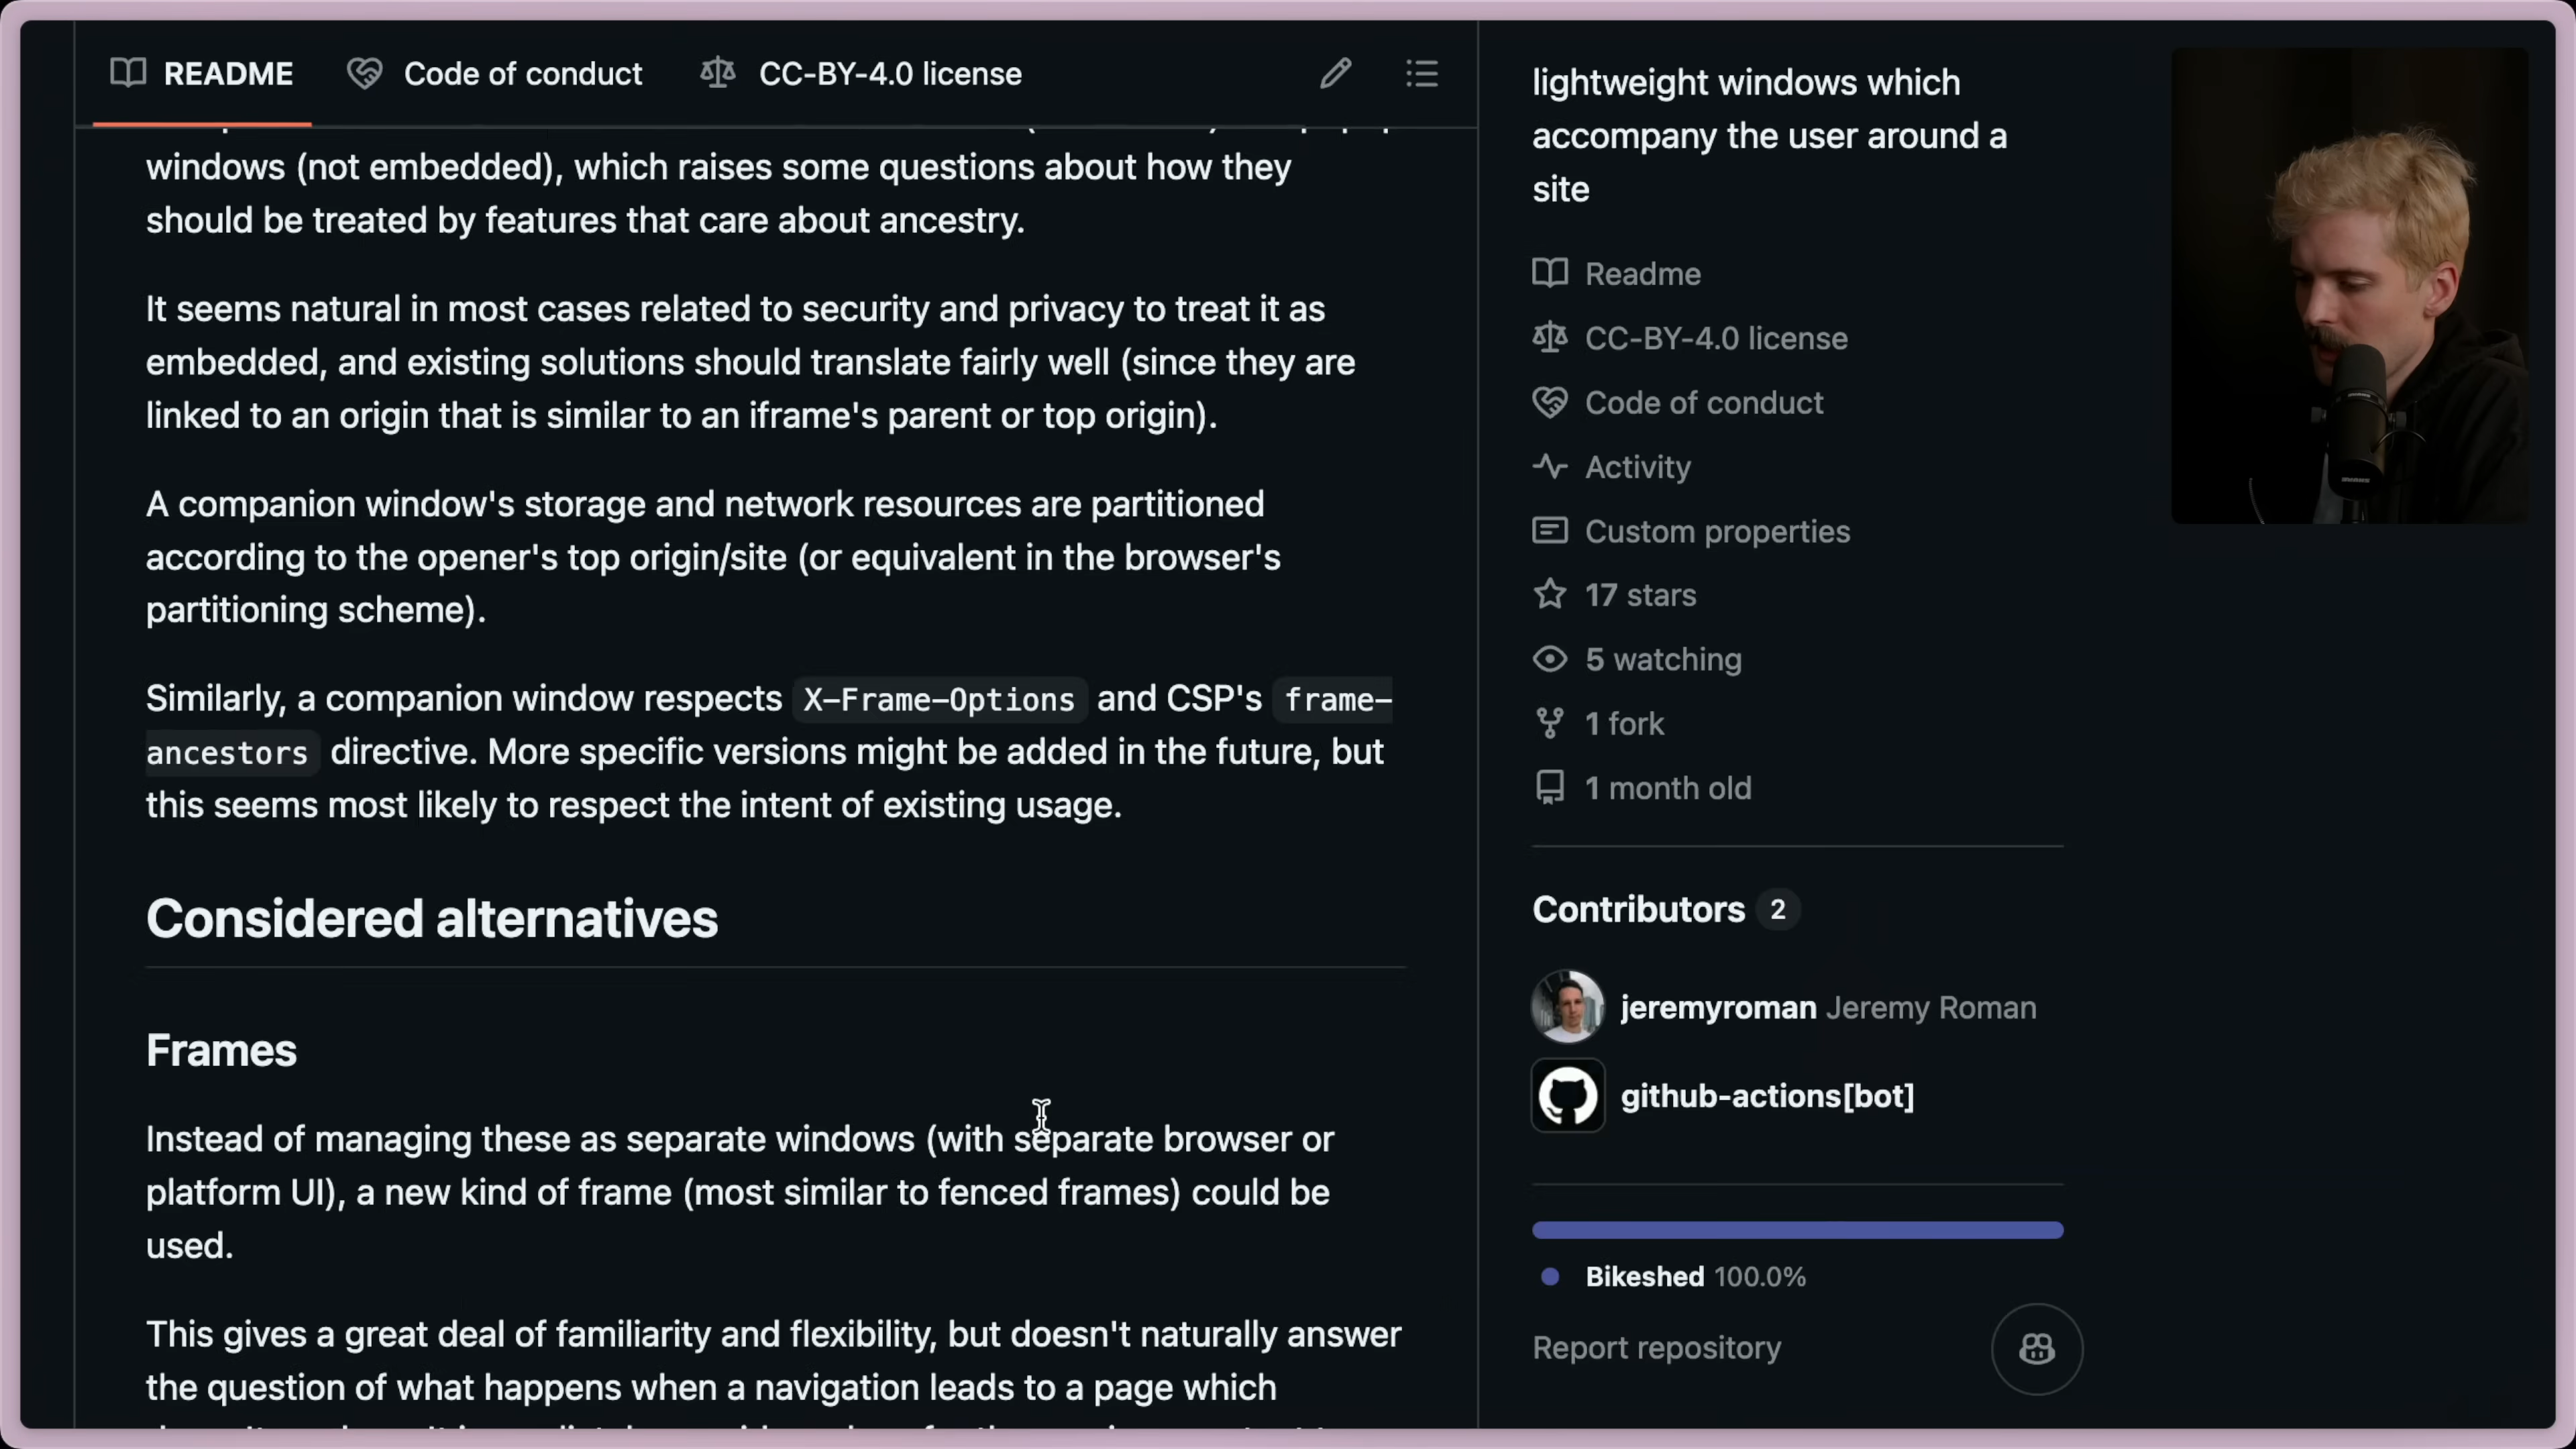 README
Code of conduct
CC-BY-4.0 license
windows (not embedded), which raises some questions about how they
should be treated by features that care about ancestry.
It seems natural in most cases related to security and privacy to treat it as
embedded, and existing solutions should translate fairly well (since they are
linked to an origin that is similar to an iframe's parent or top origin).
A companion window's storage and network resources are partitioned
according to the opener's top origin/site (or equivalent in the browser's
partitioning scheme).
Similarly, a companion window respects X-Frame-Options and CSP's frame-
ancestors directive. More specific versions might be added in the future, but
this seems most likely to respect the intent of existing usage.
Considered alternatives
Frames
Instead of managing these as separate windows (with separate browser or
platform UI), a new kind of frame (most similar to fenced frames) could be
used.
This gives a great deal of familiarity and flexibility, but doesn't naturally answer
the question of what happens when a navigation leads to a page which
lightweight windows which
accompany the user around a
site
Readme
CC-BY-4.0 license
Code of conduct
Activity
Custom properties
17 stars
5 watching
1 fork
1 month old
Contributors 2
jeremyroman Jeremy Roman
github-actions[bot]
Bikeshed 100.0%
Report repository